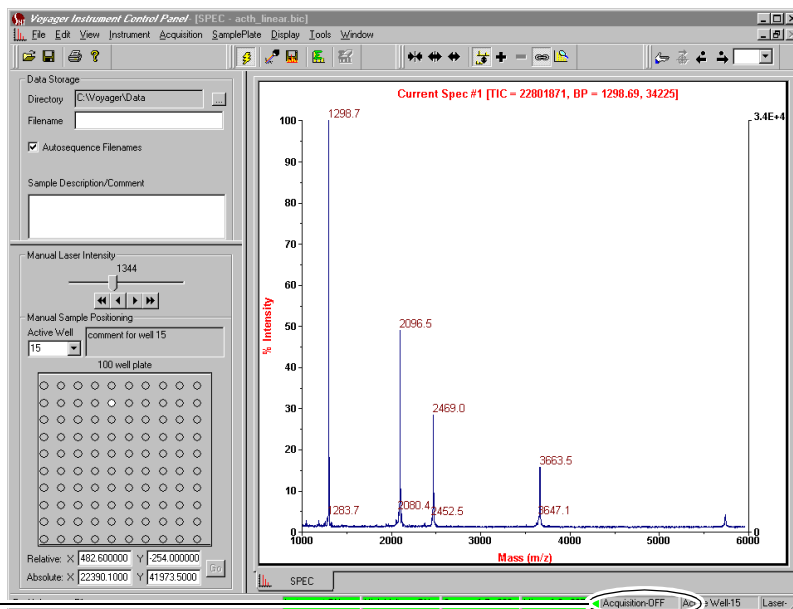 Voyager Instrument Control Panel - [SPEC - acth_linear.bic]
File Edit View Instrument Acquisition SamplePlate Display Tools Window
Data Storage
Directory C:\Voyager\Data ...
Filename
Autosequence Filenames
Sample Description/Comment
Manual Laser Intensity
1344
Manual Sample Positioning
Active Well
15
comment for well 15
100 well plate
Relative: X 482.600000 Y -254.000000
Absolute: X 22390.1000 Y 41973.5000
Go
Current Spec #1 [TIC = 22801871, BP = 1298.69, 34225]
100
90
80
70
60
50
40
30
20
10
0
% Intensity
3.4E+4
0
1298.7
2096.5
2469.0
3663.5
1283.7
2080.4
2452.5
3647.1
1000
2000
3000
4000
5000
6000
Mass (m/z)
SPEC
Acquisition-OFF
Well-15
Laser-